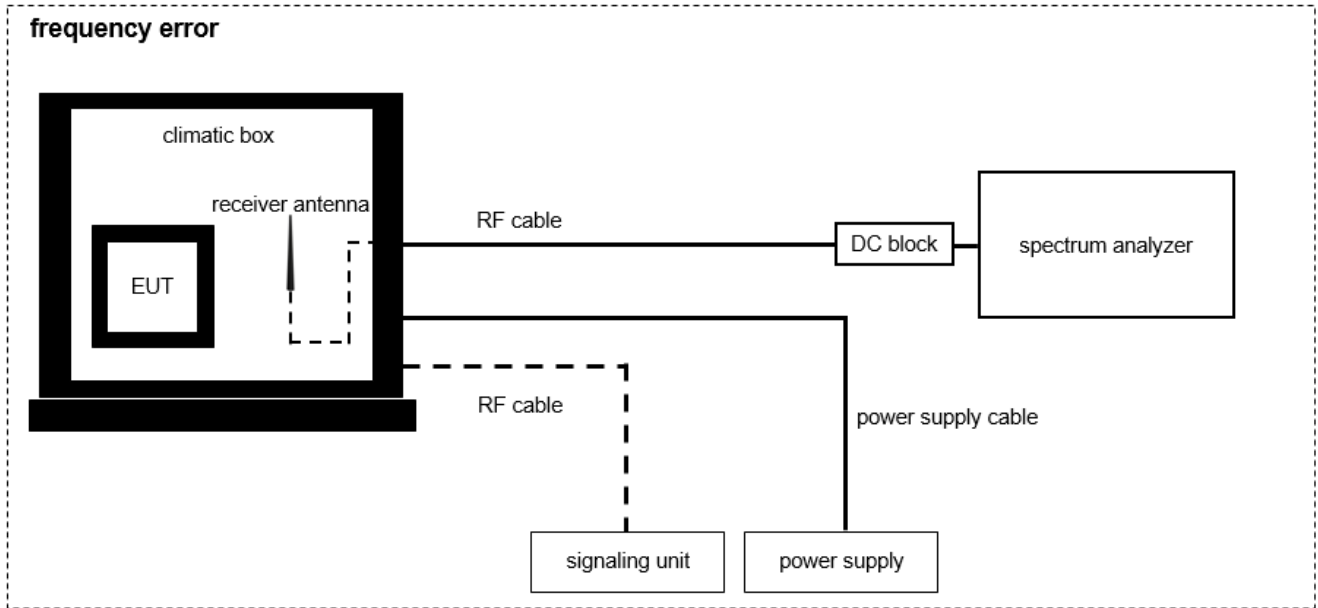 frequency error
climatic box
receiver antenna
RF cable
DC block
spectrum analyzer
EUT
RF cable
power supply cable
signaling unit
power supply